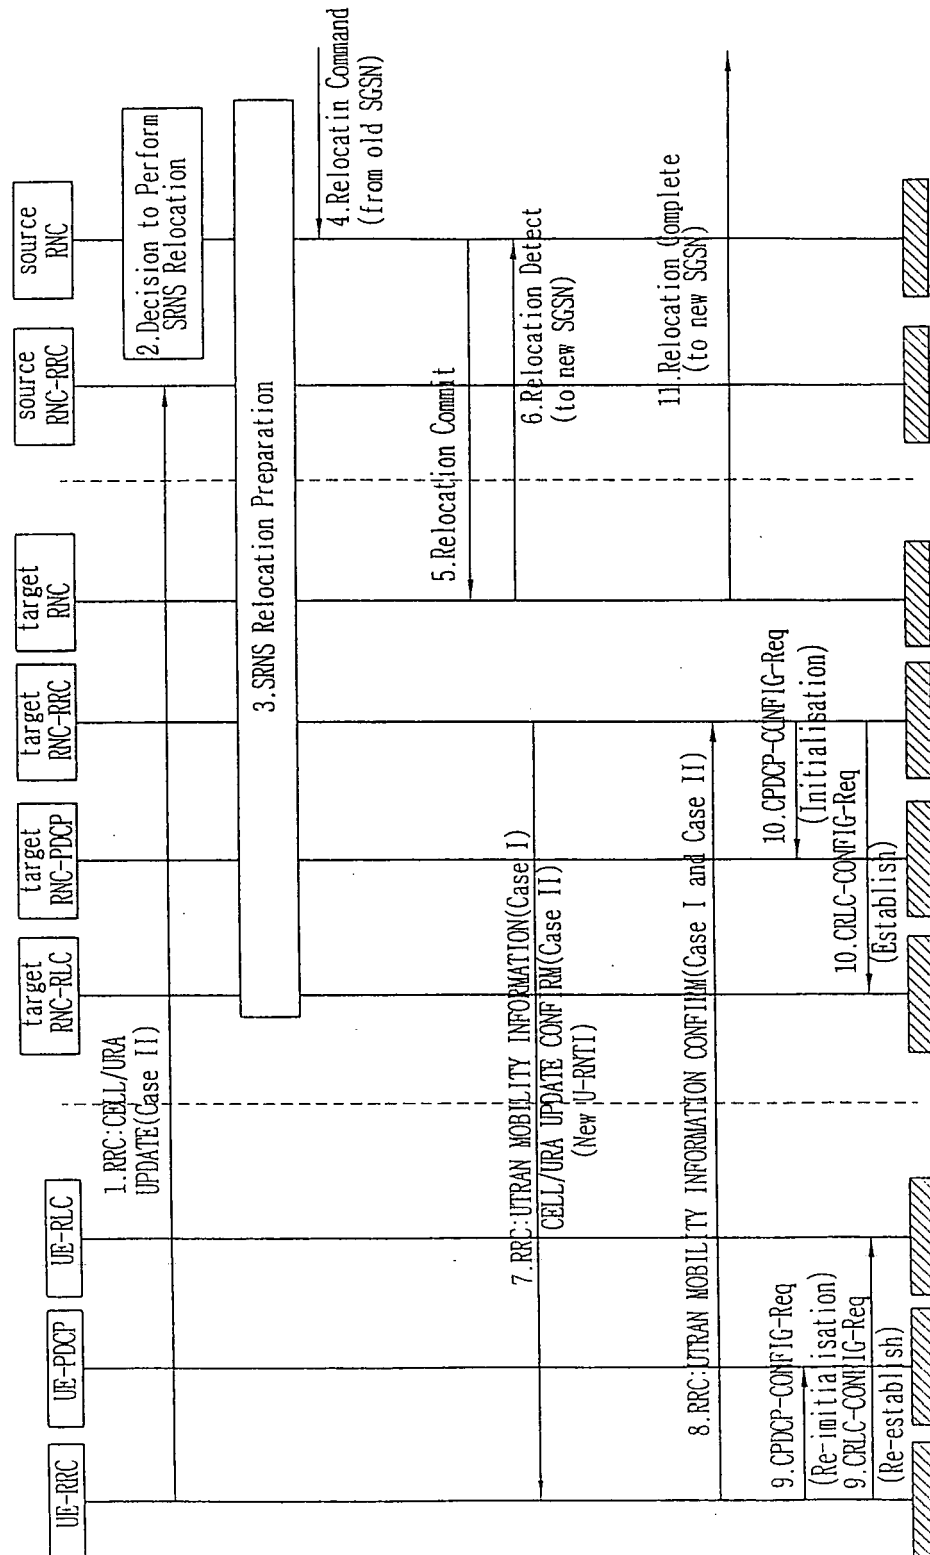 UE-RRC
UE-PDCP
UE-RLC
target
RNC-RLC
target
RNC-PDCP
target
RNC-RRC
target
RNC
source
RNC-RRC
source
RNC
1.RRC:CELL/URA
UPDATE(Case II)
2.Decision to Perform
SRNS Relocation
3.SRNS Relocation Preparation
4.Relocatin Command
(from old SGSN)
5.Relocation Commit
6.Relocation Detect
(to new SGSN)
7.RRC:UTRAN MOBILITY INFORMATION(Case I)
CELL/URA UPDATE CONFIRM(Case II)
(New U-RNTI)
8.RRC:UTRAN MOBILITY INFORMATION CONFIRM(Case I and Case II)
11.Relocation Complete
(to new SGSN)
9.CPDCP-CONFIG-Req
(Re-imitialisation)
9.CRLC-CONFIG-Req
(Re-establish)
10.CPDCP-CONFIG-Req
(Initialisation)
10.CRLC-CONFIG-Req
(Establish)